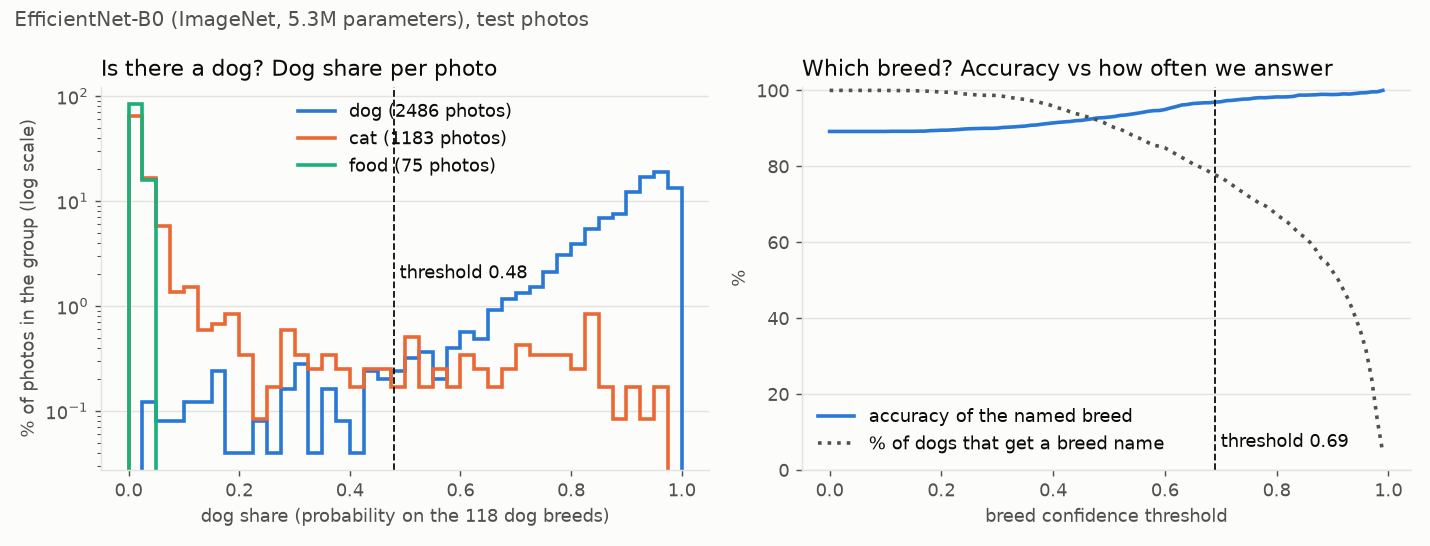 EfficientNet-B0 (ImageNet, 5.3M parameters), test photos
Is there a dog? Dog share per photo
% of photos in the group (log scale)
10²
10¹
10⁰
10⁻¹
dog (2486 photos)
cat (1183 photos)
food (75 photos)
threshold 0.48
0.0 0.2 0.4 0.6 0.8 1.0
dog share (probability on the 118 dog breeds)
Which breed? Accuracy vs how often we answer
%
100
80
60
40
20
0
accuracy of the named breed
% of dogs that get a breed name
threshold 0.69
0.0 0.2 0.4 0.6 0.8 1.0
breed confidence threshold